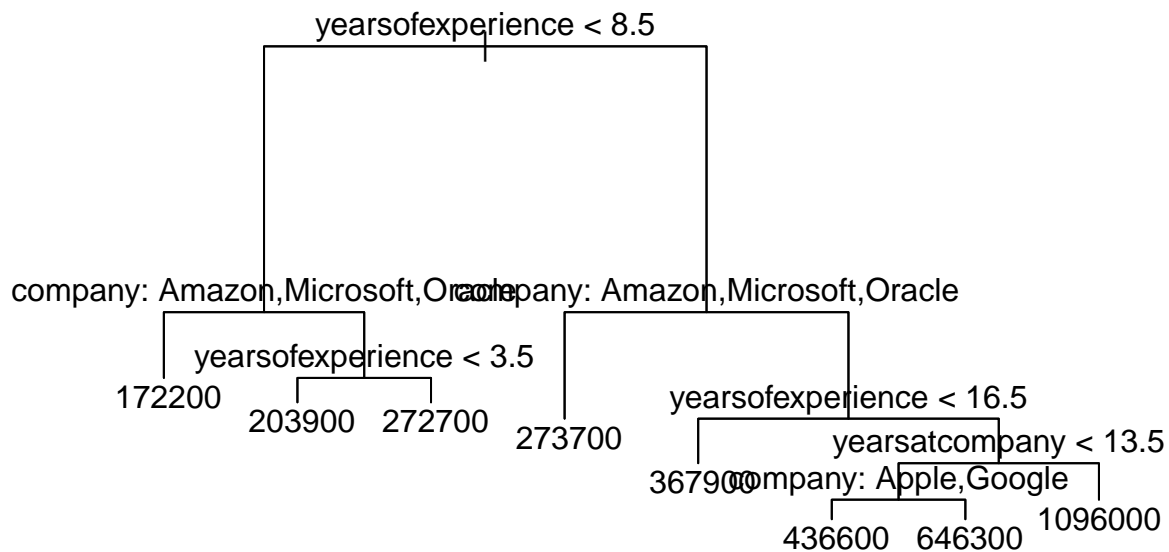 yearsofexperience < 8.5
company: Amazon,Microsoft,Oracle
company: Amazon,Microsoft,Oracle
yearsofexperience < 3.5
172200
203900
272700
273700
yearsofexperience < 16.5
367900
yearsatcompany < 13.5
company: Apple,Google
436600
646300
1096000